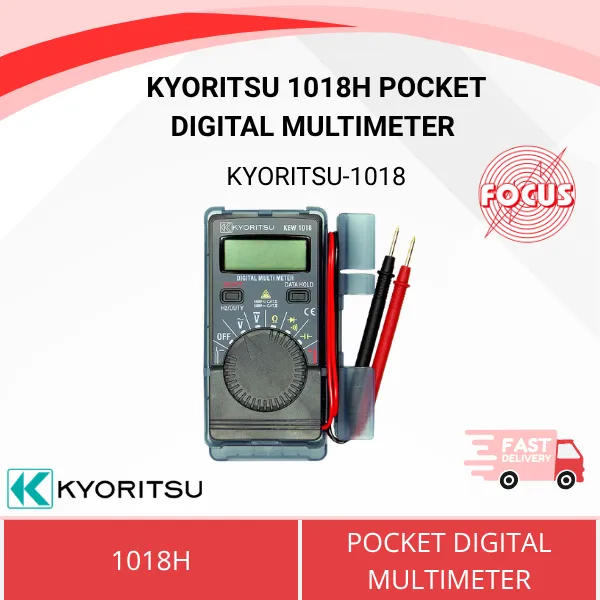 KYORITSU 1018H POCKET
DIGITAL MULTIMETER
KYORITSU-1018
FOCUS
KYORITSU KEW 1018
DIGITAL MULTIMETER
DATA HOLD
Hz/DUTY
CE
OFF
V
V
Ω
FAST
DELIVERY
KYORITSU
1018H
POCKET DIGITAL
MULTIMETER